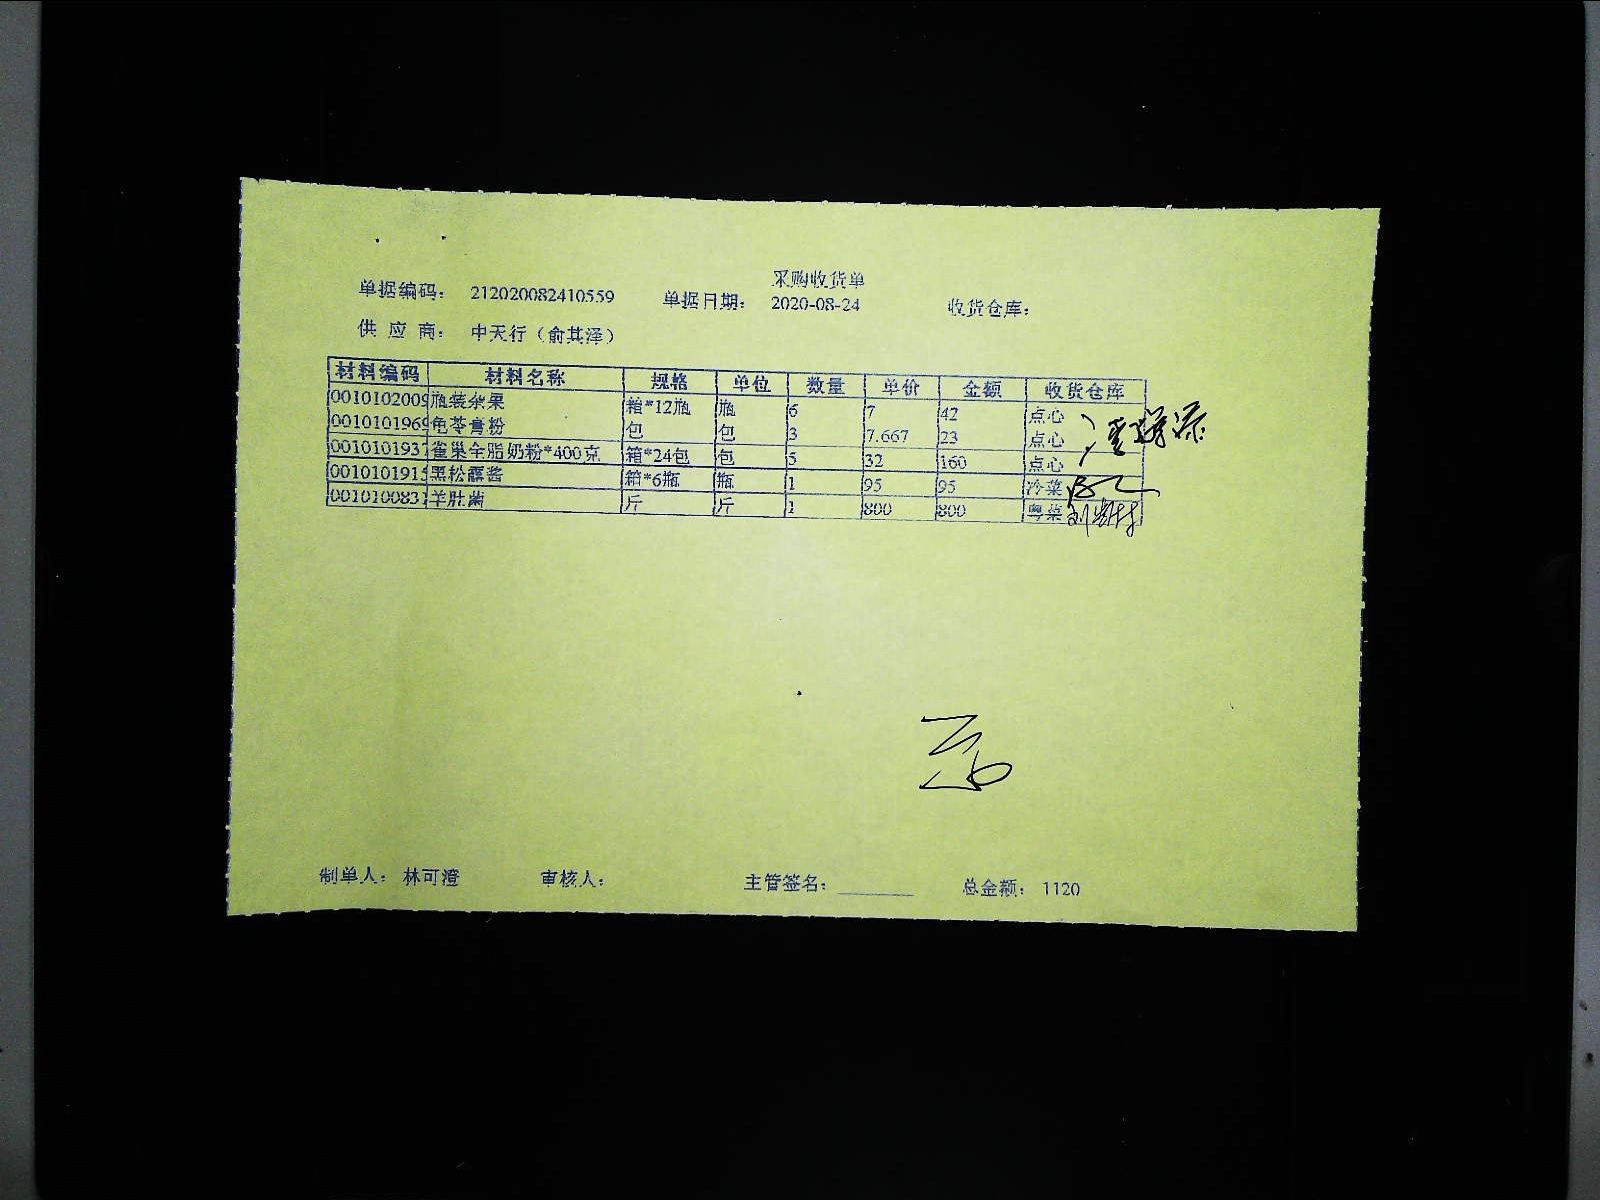 采购收货单
单据编码： 212020082410559 单据日期： 2020-08-24 收货仓库：
供 应 商： 中天行（俞其泽）
材料编码 材料名称 规格 单位 数量 单价 金额 收货仓库
0010102009 瓶装杂果 箱*12瓶 瓶 6 7 42 点心
0010101969 龟苓膏粉 包 包 3 7.667 23 点心
0010101937 雀巢全脂奶粉*400克 箱*24包 包 5 32 160 点心
0010101915 黑松露酱 箱*6瓶 瓶 1 95 95 冷菜
0010100831 羊肚菌 斤 斤 1 800 800 粤菜
制单人： 林可澄 审核人： 主管签名： 总金额： 1120